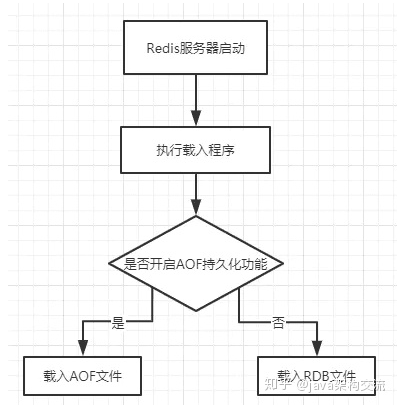 Redis服务器启动
执行载入程序
是否开启AOF持久化功能
是
否
载入AOF文件
载入RDB文件
知乎 @java架构交流